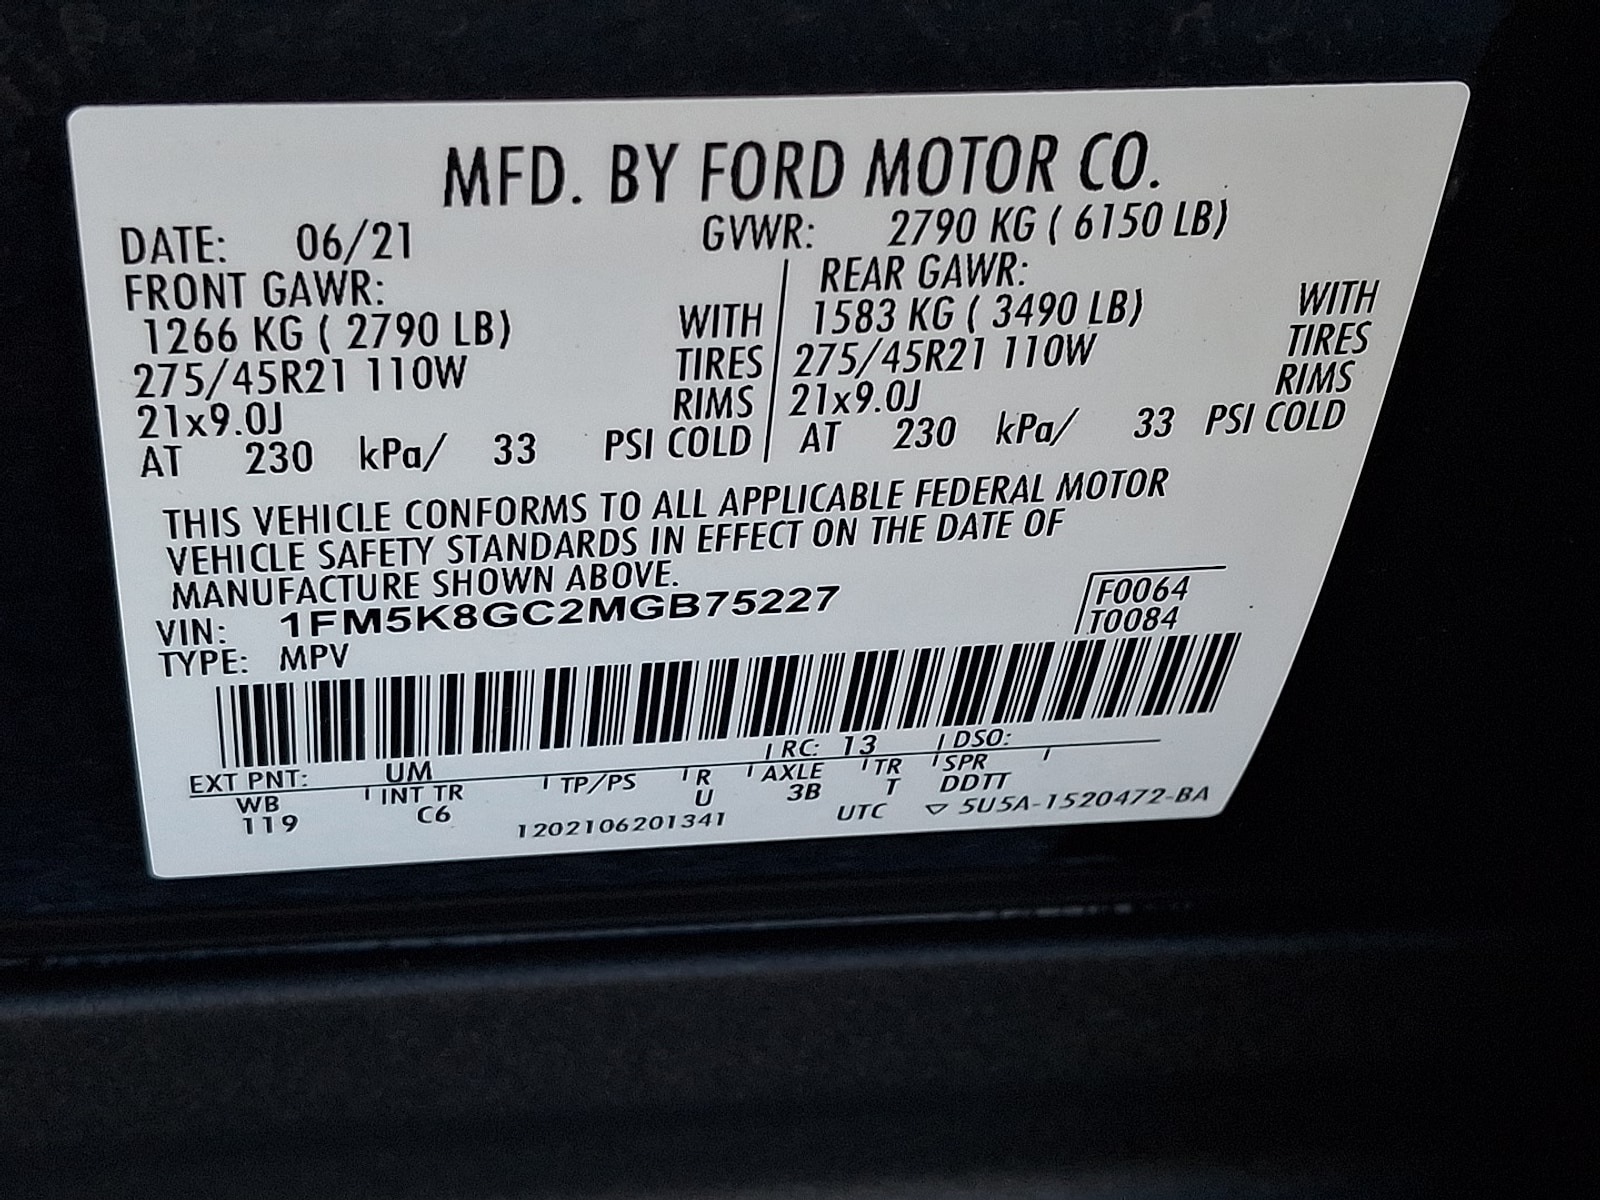 MFD. BY FORD MOTOR CO.
DATE: 06/21 GVWR: 2790 KG ( 6150 LB)
FRONT GAWR: REAR GAWR:
1266 KG ( 2790 LB) WITH 1583 KG ( 3490 LB) WITH
275/45R21 110W TIRES 275/45R21 110W TIRES
21x9.0J RIMS 21x9.0J RIMS
AT 230 kPa/ 33 PSI COLD AT 230 kPa/ 33 PSI COLD
THIS VEHICLE CONFORMS TO ALL APPLICABLE FEDERAL MOTOR
VEHICLE SAFETY STANDARDS IN EFFECT ON THE DATE OF
MANUFACTURE SHOWN ABOVE.
VIN: 1FM5K8GC2MGB75227 F0064
TYPE: MPV T0084
EXT PNT: UM RC: 13 DSO:
WB INT TR TP/PS R AXLE TR SPR
119 C6 U 3B T DDTT
1202106201341 UTC ▽ 5U5A-1520472-BA